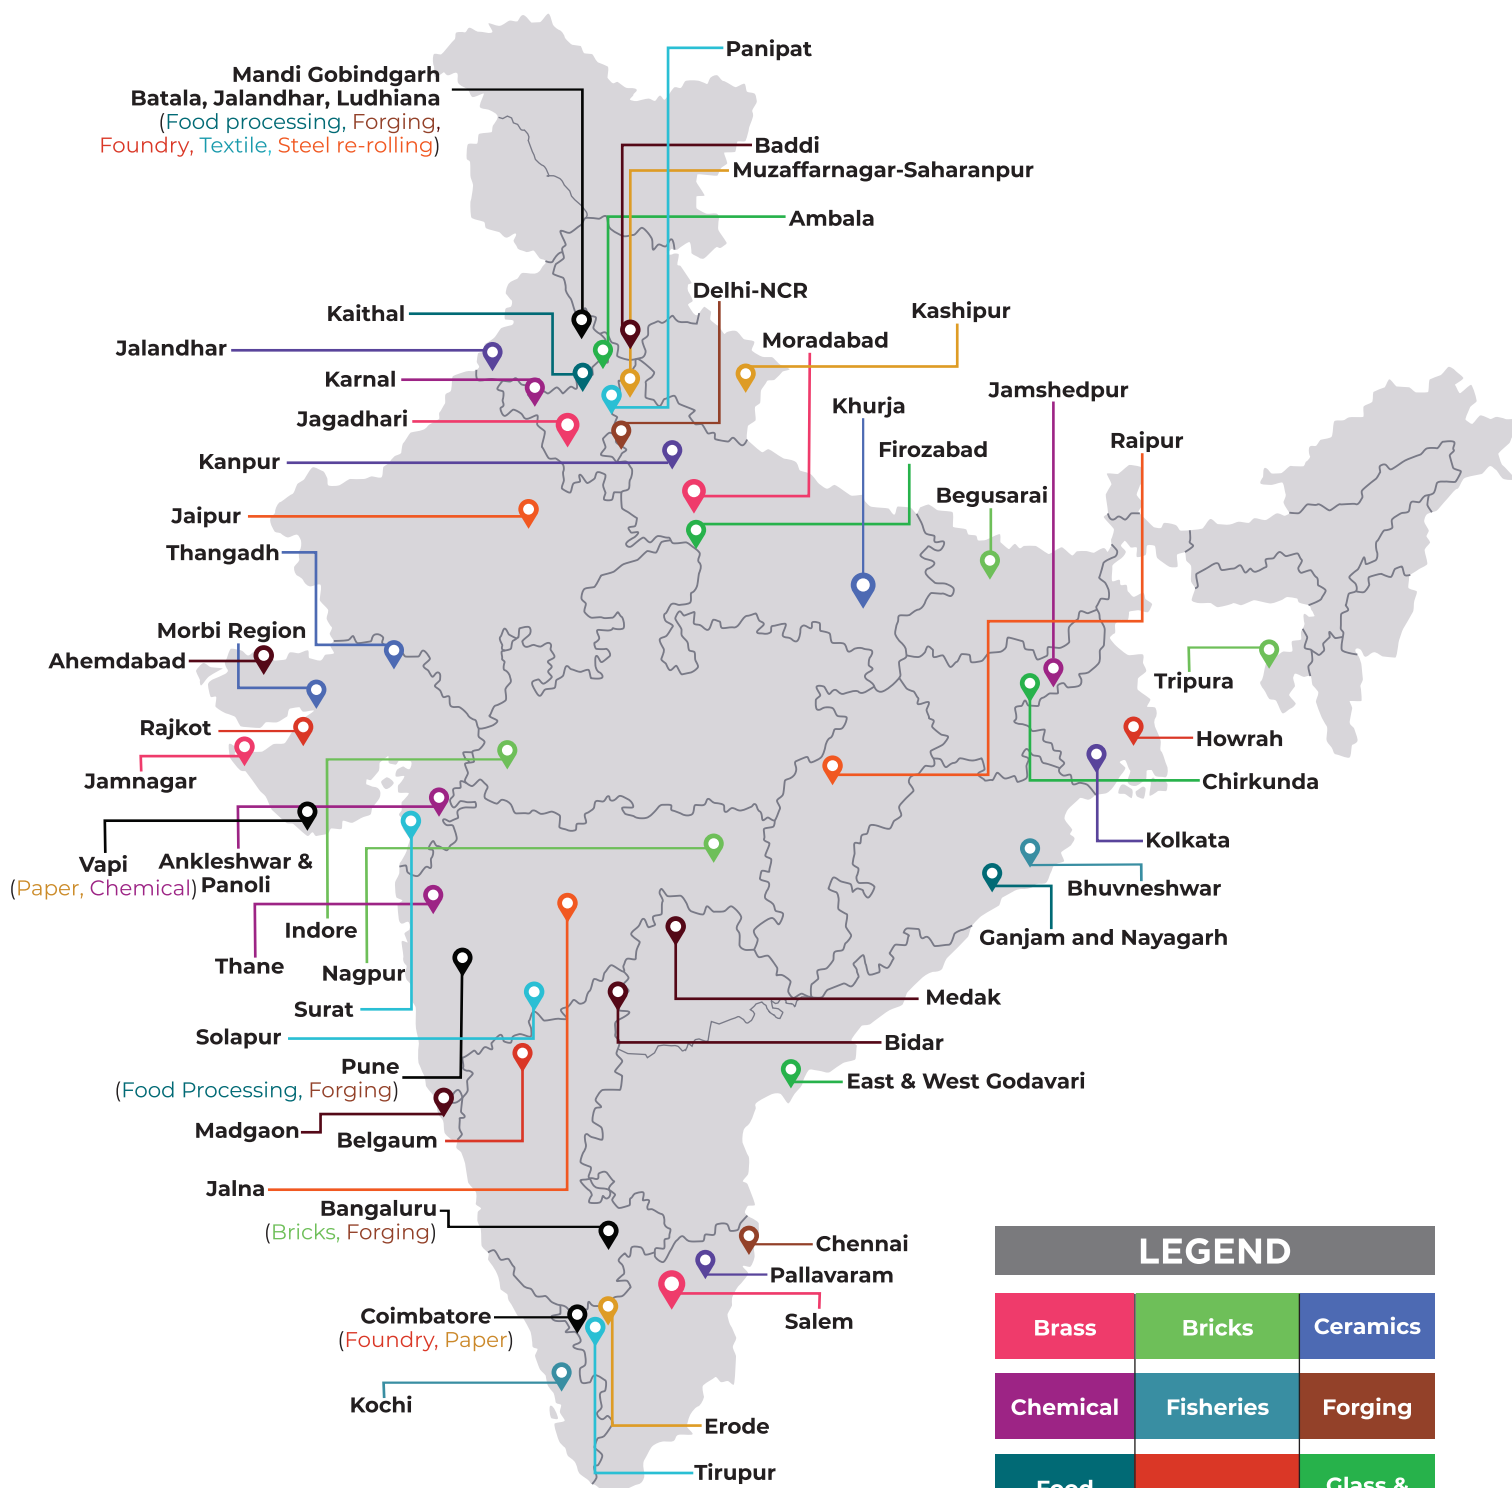 Panipat
Mandi Gobindgarh
Batala, Jalandhar, Ludhiana
(Food processing, Forging,
Foundry, Textile, Steel re-rolling)
Baddi
Muzaffarnagar-Saharanpur
Ambala
Delhi-NCR
Kaithal
Kashipur
Moradabad
Jalandhar
Karnal
Jamshedpur
Khurja
Jagadhari
Raipur
Firozabad
Kanpur
Begusarai
Jaipur
Thangadh
Morbi Region
Ahemdabad
Tripura
Rajkot
Howrah
Jamnagar
Chirkunda
Kolkata
Vapi
(Paper, Chemical)
Ankleshwar &
Panoli
Bhuvneshwar
Indore
Ganjam and Nayagarh
Thane
Nagpur
Medak
Surat
Solapur
Bidar
Pune
(Food Processing, Forging)
East & West Godavari
Madgaon
Belgaum
Jalna
Bangaluru
(Bricks, Forging)
Chennai
Pallavaram
Salem
Coimbatore
(Foundry, Paper)
Kochi
Erode
Tirupur
LEGEND
Brass
Bricks
Ceramics
Chemical
Fisheries
Forging
Food
Glass &